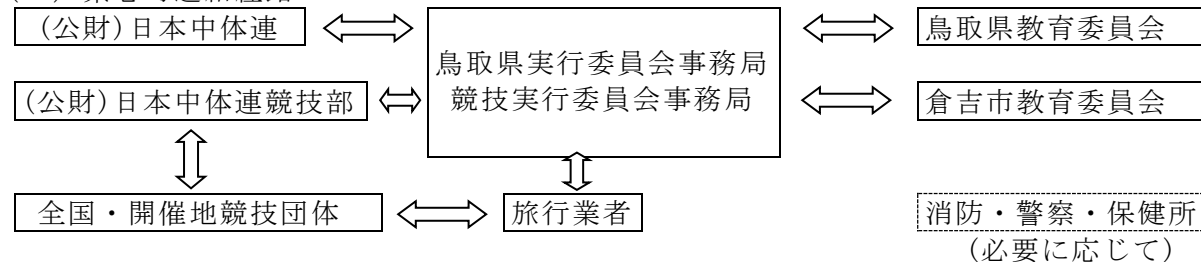 (公財)日本中体連
鳥取県教育委員会
鳥取県実行委員会事務局
競技実行委員会事務局
(公財)日本中体連競技部
倉吉市教育委員会
全国・開催地競技団体
旅行業者
消防・警察・保健所
(必要に応じて)